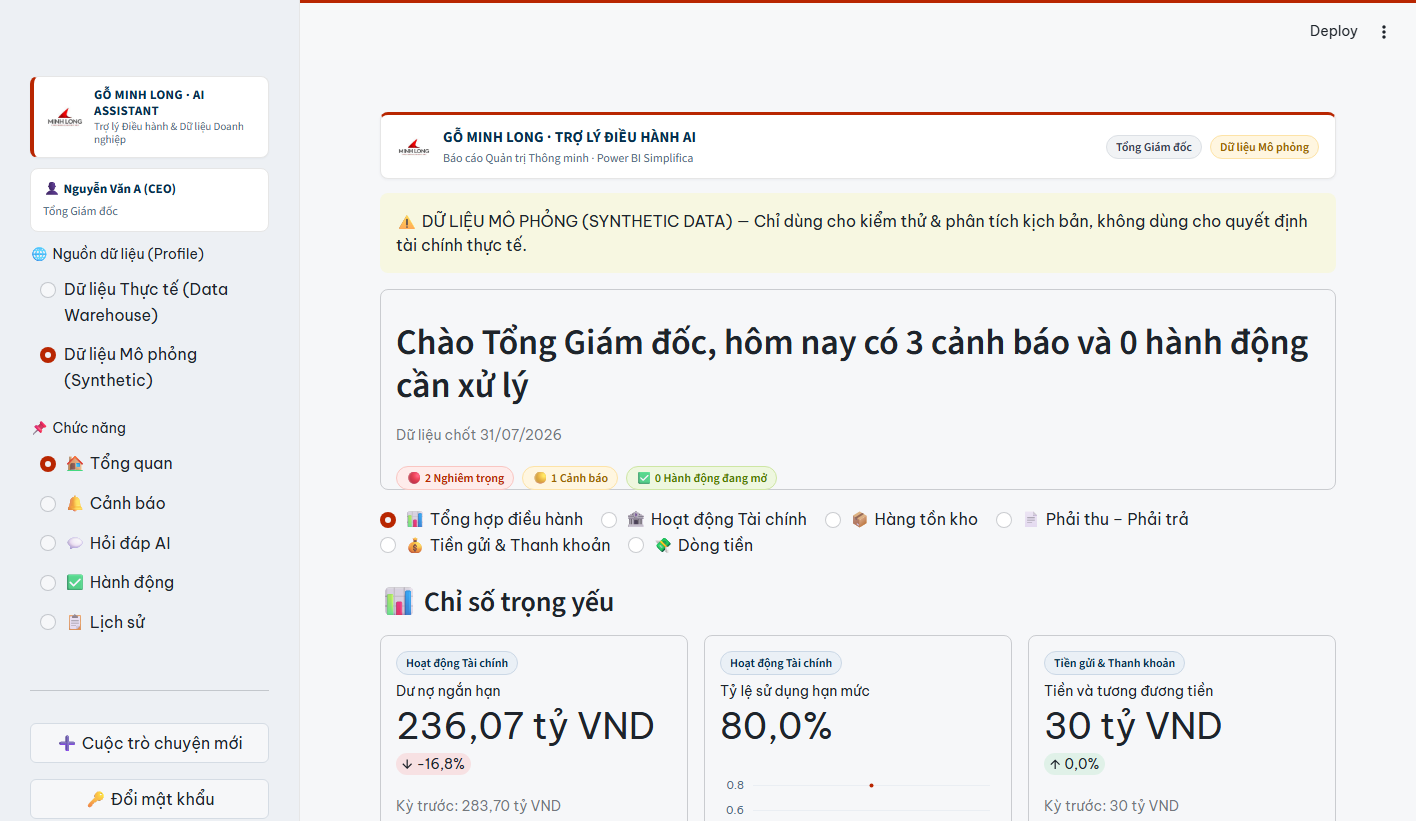 Deploy
GỖ MINH LONG · AI
ASSISTANT
Trợ lý Điều hành & Dữ liệu Doanh
nghiệp
MINH LONG
👤 Nguyễn Văn A (CEO)
Tổng Giám đốc
🌐 Nguồn dữ liệu (Profile)
Dữ liệu Thực tế (Data
Warehouse)
Dữ liệu Mô phỏng
(Synthetic)
📌 Chức năng
🏠 Tổng quan
🔔 Cảnh báo
💬 Hỏi đáp AI
✅ Hành động
📋 Lịch sử
➕ Cuộc trò chuyện mới
🔑 Đổi mật khẩu
MINH LONG
GỖ MINH LONG · TRỢ LÝ ĐIỀU HÀNH AI
Báo cáo Quản trị Thông minh · Power BI Simplifica
Tổng Giám đốc
Dữ liệu Mô phỏng
⚠️ DỮ LIỆU MÔ PHỎNG (SYNTHETIC DATA) — Chỉ dùng cho kiểm thử & phân tích kịch bản, không dùng cho quyết định
tài chính thực tế.
Chào Tổng Giám đốc, hôm nay có 3 cảnh báo và 0 hành động
cần xử lý
Dữ liệu chốt 31/07/2026
🔴 2 Nghiêm trọng
🟡 1 Cảnh báo
✅ 0 Hành động đang mở
📊 Tổng hợp điều hành
🏦 Hoạt động Tài chính
📦 Hàng tồn kho
📄 Phải thu – Phải trả
💰 Tiền gửi & Thanh khoản
💸 Dòng tiền
📊 Chỉ số trọng yếu
Hoạt động Tài chính
Dư nợ ngắn hạn
236,07 tỷ VND
↓ -16,8%
Kỳ trước: 283,70 tỷ VND
Hoạt động Tài chính
Tỷ lệ sử dụng hạn mức
80,0%
0.8
0.6
Tiền gửi & Thanh khoản
Tiền và tương đương tiền
30 tỷ VND
↑ 0,0%
Kỳ trước: 30 tỷ VND